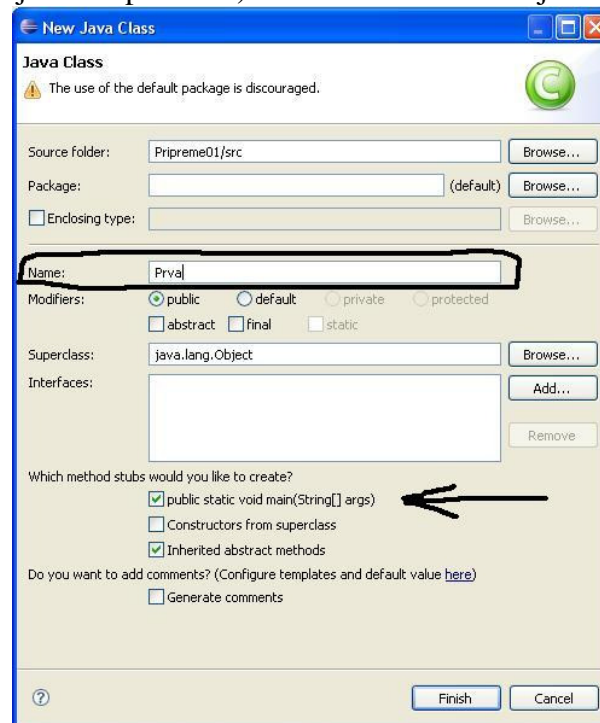 New Java Class
Java Class
The use of the default package is discouraged.
Source folder: Pripreme01/src Browse...
Package: (default) Browse...
Enclosing type: Browse...
Name: Prva
Modifiers: public default private protected
abstract final static
Superclass: java.lang.Object Browse...
Interfaces: Add...
Remove
Which method stubs would you like to create?
public static void main(String[] args)
Constructors from superclass
Inherited abstract methods
Do you want to add comments? (Configure templates and default value here)
Generate comments
Finish Cancel